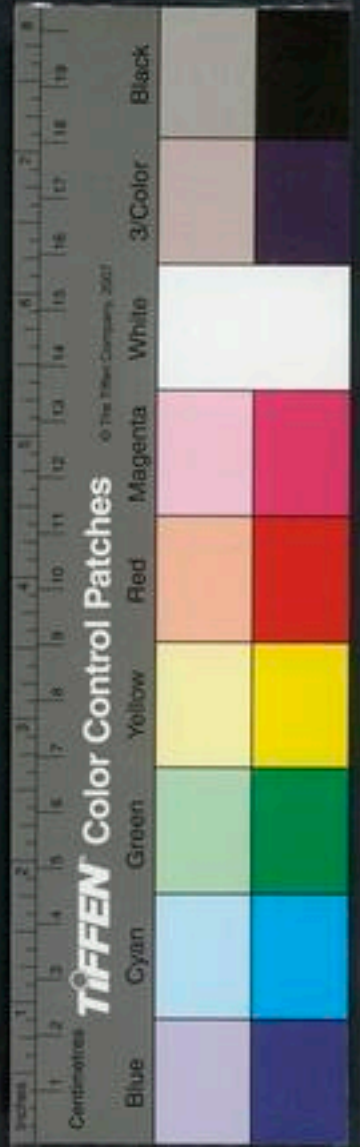 Inches 1 2 3 4 5 6 7 8
Centimetres 1 2 3 4 5 6 7 8 9 10 11 12 13 14 15 16 17 18 19
TIFFEN Color Control Patches © The Tiffen Company, 2007
Blue Cyan Green Yellow Red Magenta White 3/Color Black